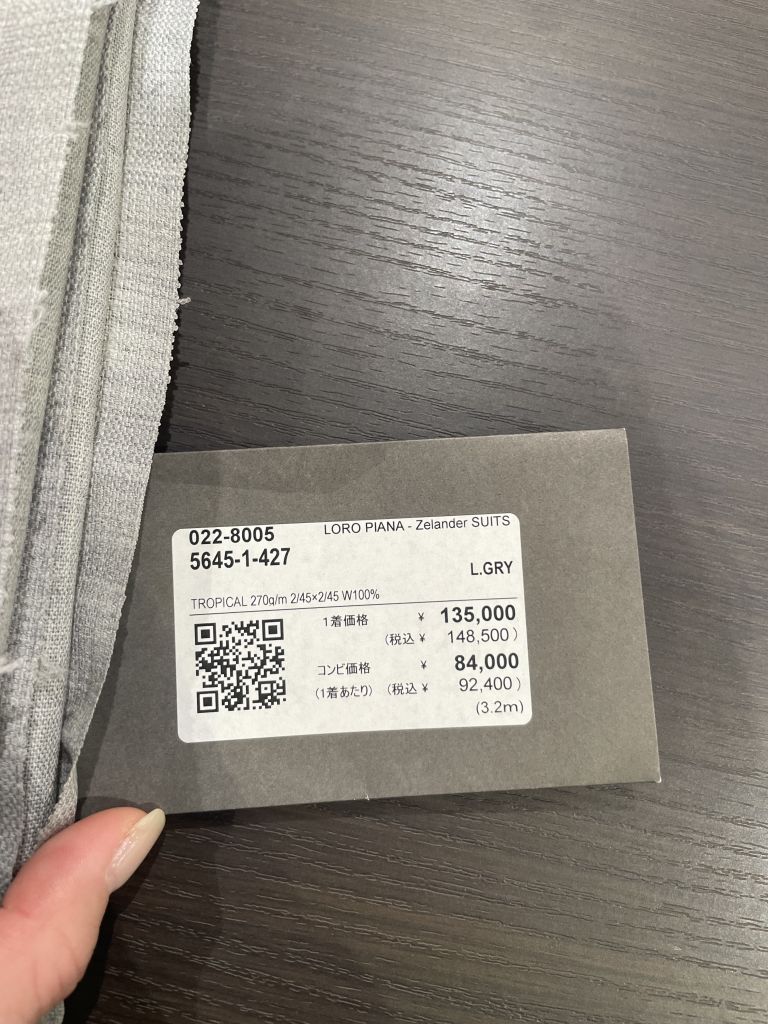 022-8005 LORO PIANA - Zelander SUITS
5645-1-427
L.GRY
TROPICAL 270g/m 2/45×2/45 W100%
1着価格 ¥ 135,000
(税込 ¥ 148,500 )
コンビ価格 ¥ 84,000
(1着あたり) (税込 ¥ 92,400 )
(3.2m)